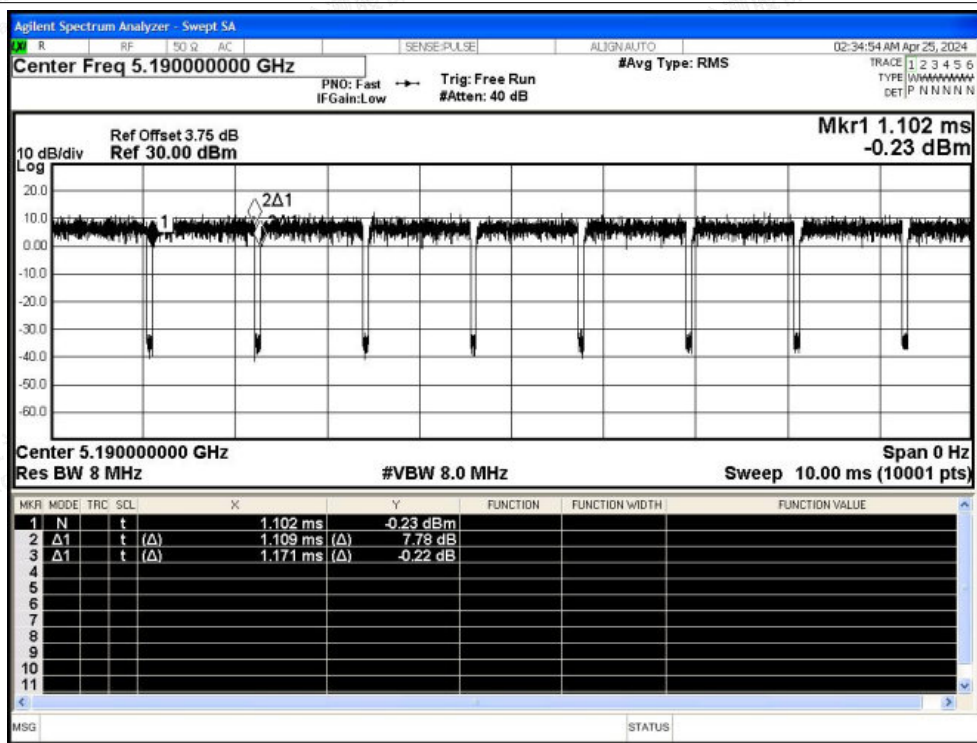 Agilent Spectrum Analyzer - Swept SA
LXI R RF 50 Ω AC SENSE:PULSE ALIGNAUTO 02:34:54 AM Apr 25, 2024
Center Freq 5.190000000 GHz
#Avg Type: RMS
TRACE 1 2 3 4 5 6
PNO: Fast
Trig: Free Run
TYPE
IFGain:Low
#Atten: 40 dB
DET P N N N N N
Mkr1 1.102 ms
-0.23 dBm
Ref Offset 3.75 dB
10 dB/div Ref 30.00 dBm
Log
20.0
10.0
0.00
-10.0
-20.0
-30.0
-40.0
-50.0
-60.0
1
2Δ1
Center 5.190000000 GHz Span 0 Hz
Res BW 8 MHz #VBW 8.0 MHz Sweep 10.00 ms (10001 pts)
MKR MODE TRC SCL X Y FUNCTION FUNCTION WIDTH FUNCTION VALUE
1 N t 1.102 ms -0.23 dBm
2 Δ1 t (Δ) 1.109 ms (Δ) 7.78 dB
3 Δ1 t (Δ) 1.171 ms (Δ) -0.22 dB
4
5
6
7
8
9
10
11
MSG STATUS